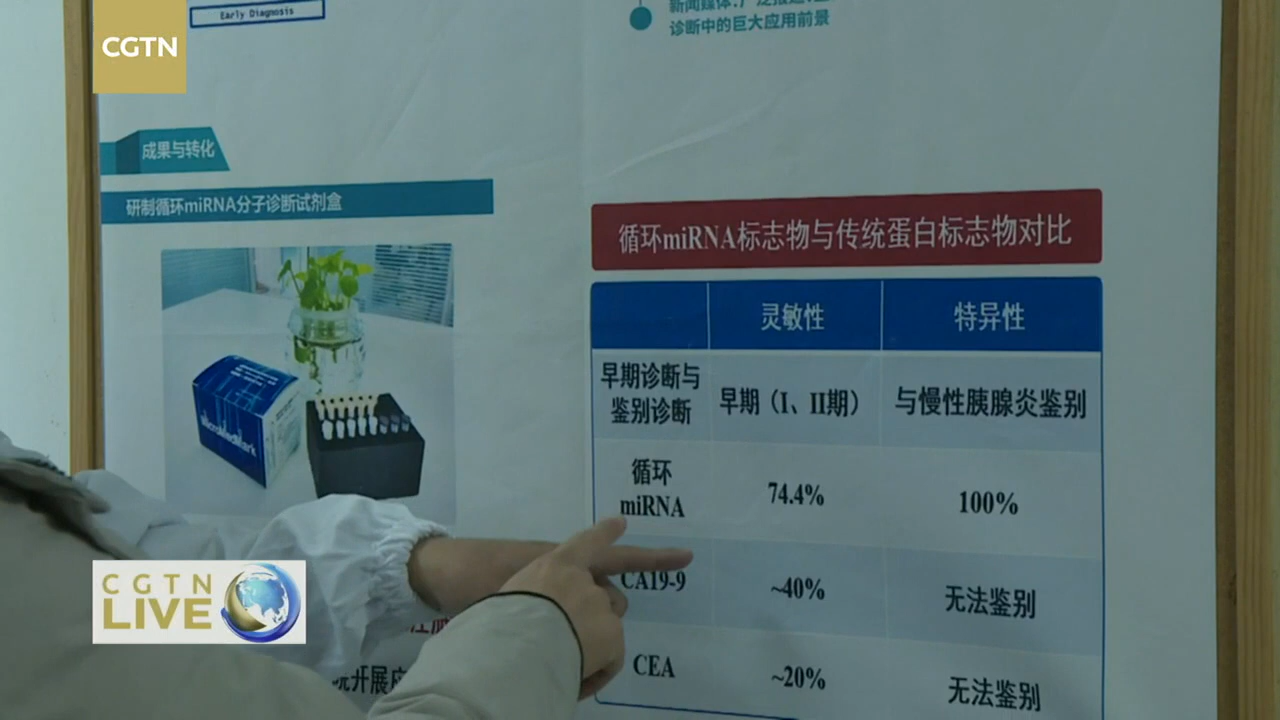 CGTN
Early Diagnosis
诊断中的巨大应用前景
成果与转化
研制循环miRNA分子诊断试剂盒
循环miRNA标志物与传统蛋白标志物对比
灵敏性 特异性
早期诊断与
鉴别诊断
早期（I、II期） 与慢性胰腺炎鉴别
循环
miRNA
74.4% 100%
CA19-9 ~40% 无法鉴别
CEA ~20% 无法鉴别
CGTN
LIVE